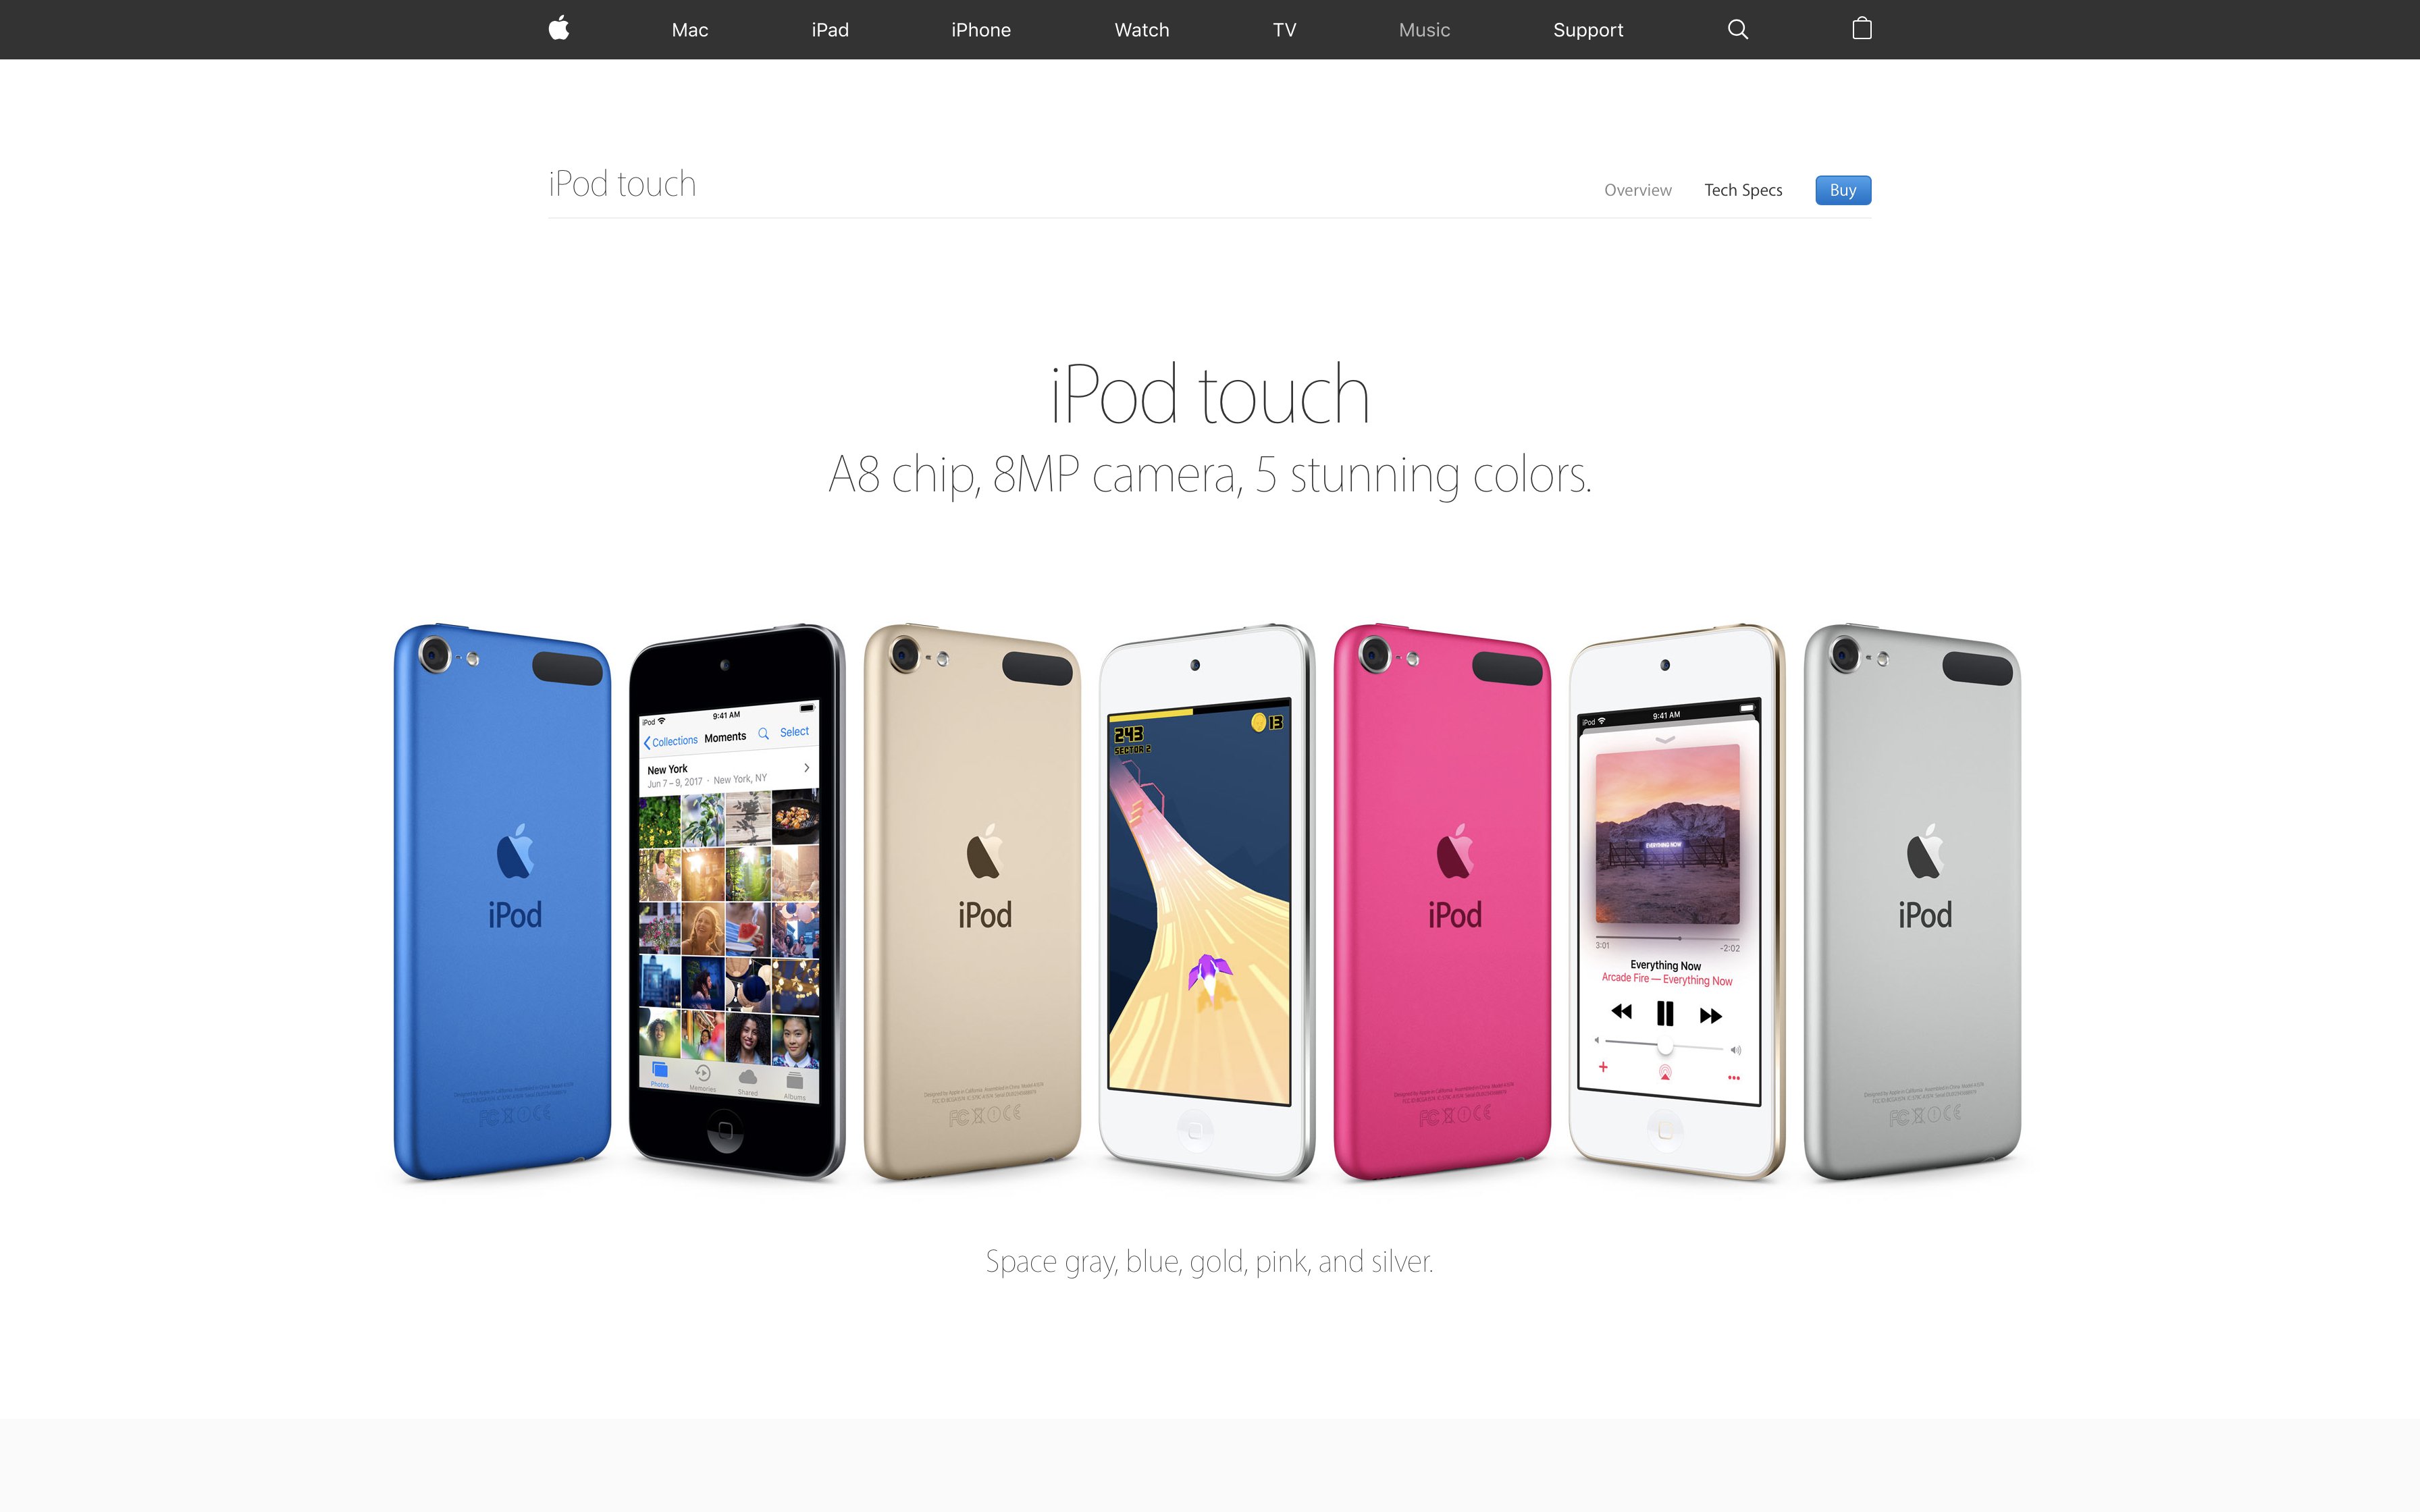 Mac iPad iPhone Watch TV Music Support
iPod touch
Overview Tech Specs Buy
iPod touch
A8 chip, 8MP camera, 5 stunning colors.
iPod
iPod 9:41 AM
Collections Moments Select
New York
Jun 7 – 9, 2017 · New York, NY
Photos Memories Shared Albums
iPod
243
SECTOR 2
13
iPod
iPod 9:41 AM
EVERYTHING NOW
3:01 -2:02
Everything Now
Arcade Fire — Everything Now
iPod
Space gray, blue, gold, pink, and silver.